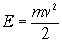 E = mv²/2